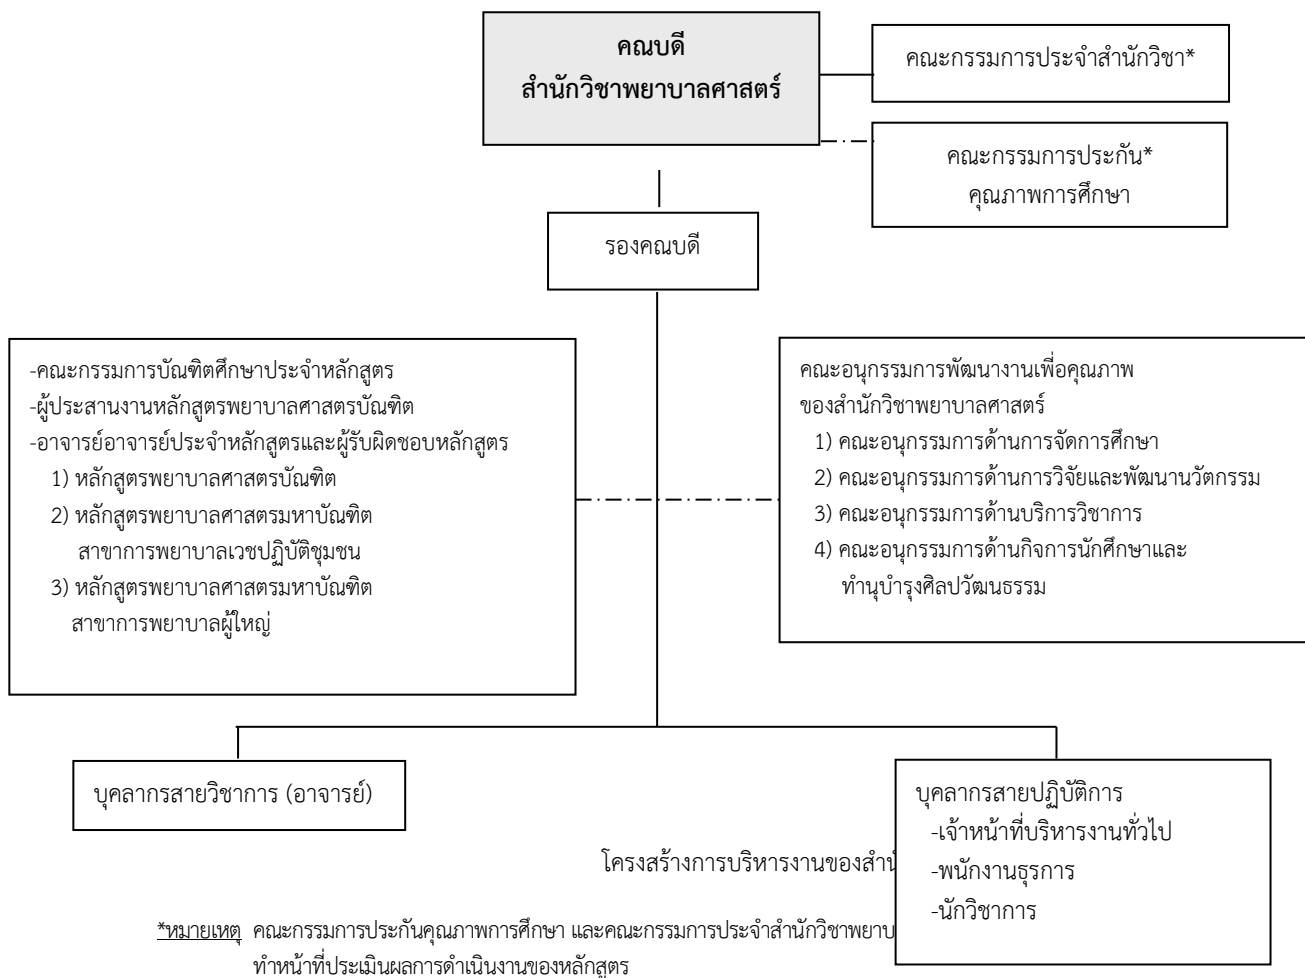 คณบดี
สำนักวิชาพยาบาลศาสตร์
คณะกรรมการประจำสำนักวิชา*
คณะกรรมการประกัน*
คุณภาพการศึกษา
รองคณบดี
-คณะกรรมการบัณฑิตศึกษาประจำหลักสูตร
-ผู้ประสานงานหลักสูตรพยาบาลศาสตรบัณฑิต
-อาจารย์อาจารย์ประจำหลักสูตรและผู้รับผิดชอบหลักสูตร
1) หลักสูตรพยาบาลศาสตรบัณฑิต
2) หลักสูตรพยาบาลศาสตรมหาบัณฑิต
สาขาการพยาบาลเวชปฏิบัติชุมชน
3) หลักสูตรพยาบาลศาสตรมหาบัณฑิต
สาขาการพยาบาลผู้ใหญ่
คณะอนุกรรมการพัฒนางานเพื่อคุณภาพ
ของสำนักวิชาพยาบาลศาสตร์
1) คณะอนุกรรมการด้านการจัดการศึกษา
2) คณะอนุกรรมการด้านการวิจัยและพัฒนานวัตกรรม
3) คณะอนุกรรมการด้านบริการวิชาการ
4) คณะอนุกรรมการด้านกิจการนักศึกษาและ
ทำนุบำรุงศิลปวัฒนธรรม
บุคลากรสายวิชาการ (อาจารย์)
บุคลากรสายปฏิบัติการ
-เจ้าหน้าที่บริหารงานทั่วไป
-พนักงานธุรการ
-นักวิชาการ
โครงสร้างการบริหารงานของ
*หมายเหตุ คณะกรรมการประกันคุณภาพการศึกษา และคณะกรรมการประจำสำนักวิชา
ทำหน้าที่ประเมินผลการดำเนินงานของหลักสูตร